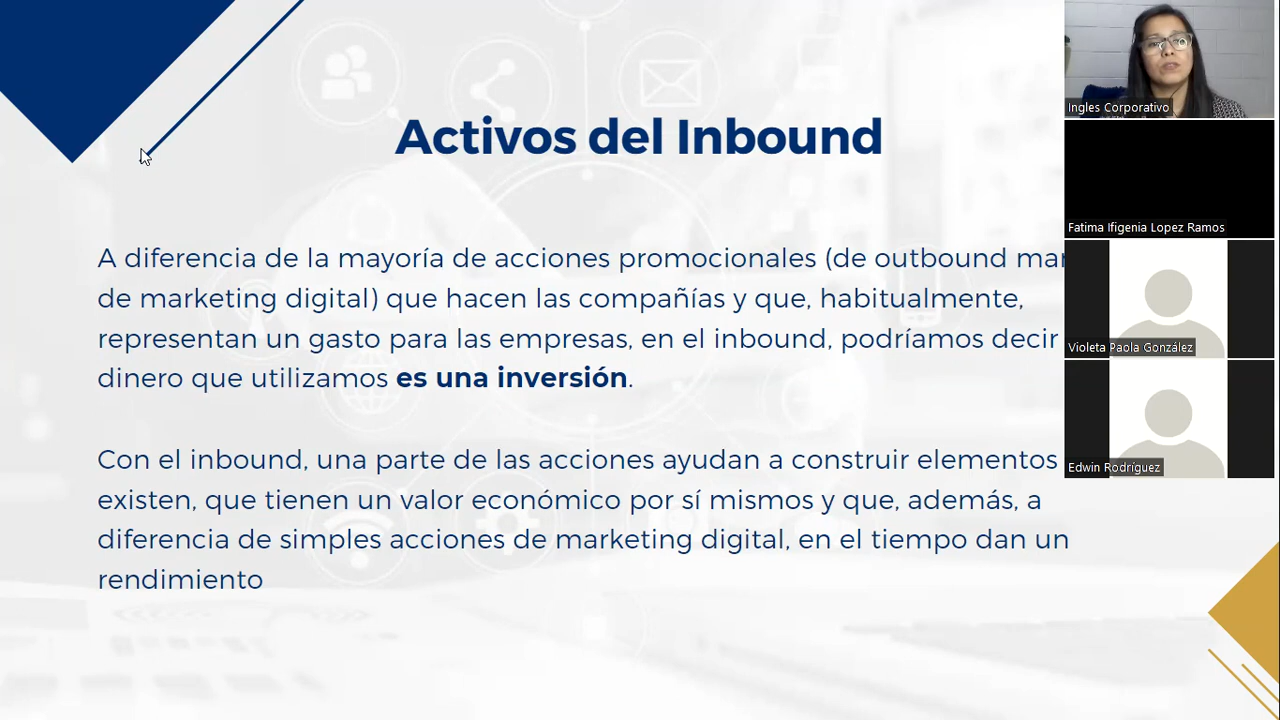 Activos del Inbound
A diferencia de la mayoría de acciones promocionales (de outbound
de marketing digital) que hacen las compañías y que, habitualmente,
representan un gasto para las empresas, en el inbound, podríamos decir
dinero que utilizamos es una inversión.
Con el inbound, una parte de las acciones ayudan a construir elementos
existen, que tienen un valor económico por sí mismos y que, además, a
diferencia de simples acciones de marketing digital, en el tiempo dan un
rendimiento
Ingles Corporativo
Fatima Ifigenia Lopez Ramos
Violeta Paola González
Edwin Rodríguez